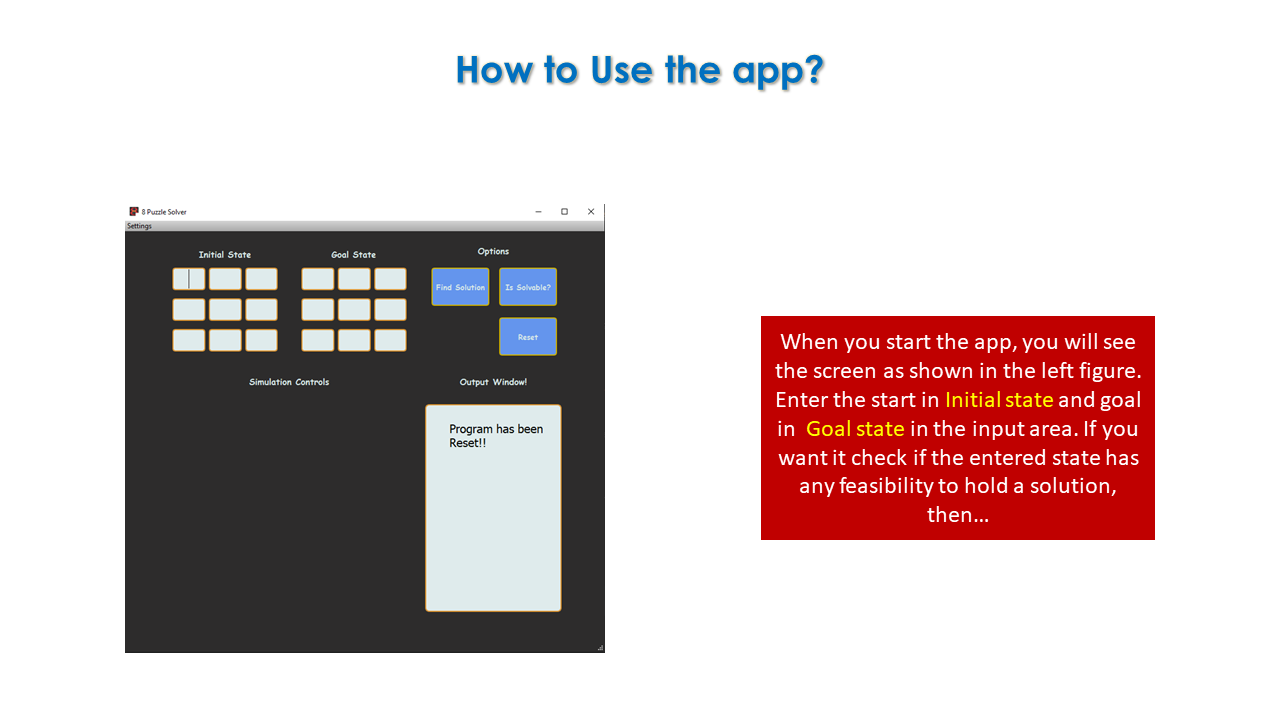 How to Use the app?
8 Puzzle Solver
Settings
Initial State
Goal State
Options
Find Solution
Is Solvable?
Reset
Simulation Controls
Output Window!
Program has been
Reset!!
When you start the app, you will see
the screen as shown in the left figure.
Enter the start in Initial state and goal
in Goal state in the input area. If you
want it check if the entered state has
any feasibility to hold a solution,
then…